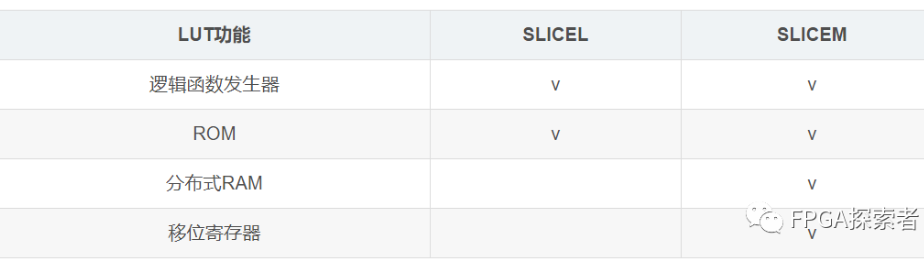 LUT功能 SLICEL SLICEM
逻辑函数发生器 v v
ROM v v
分布式RAM v
移位寄存器 v
FPGA探索者